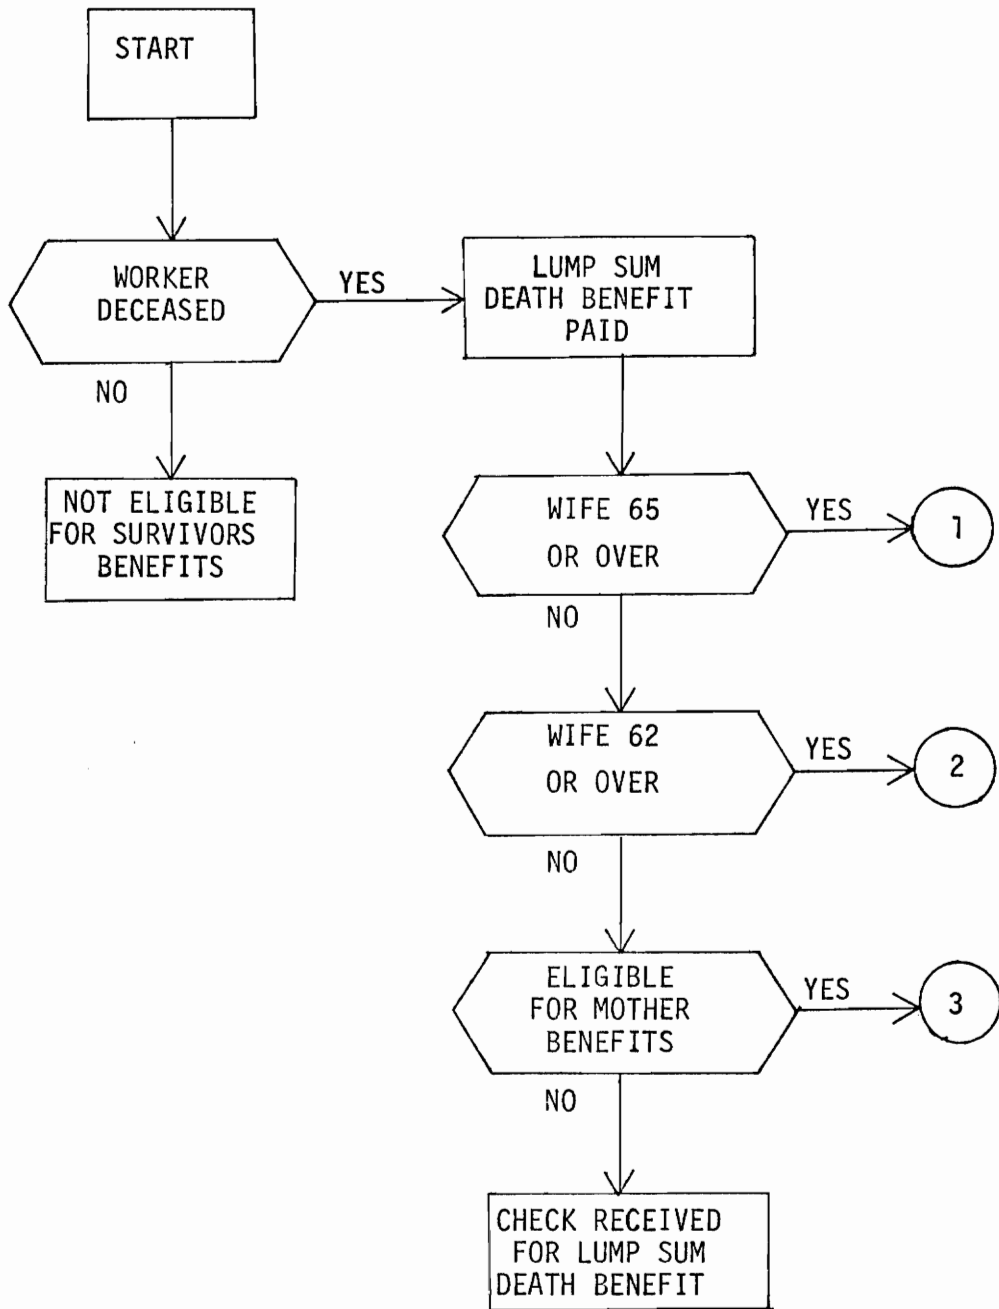 START
WORKER
DECEASED
YES
LUMP SUM
DEATH BENEFIT
PAID
NO
NOT ELIGIBLE
FOR SURVIVORS
BENEFITS
WIFE 65
OR OVER
YES
1
NO
WIFE 62
OR OVER
YES
2
NO
ELIGIBLE
FOR MOTHER
BENEFITS
YES
3
NO
CHECK RECEIVED
FOR LUMP SUM
DEATH BENEFIT